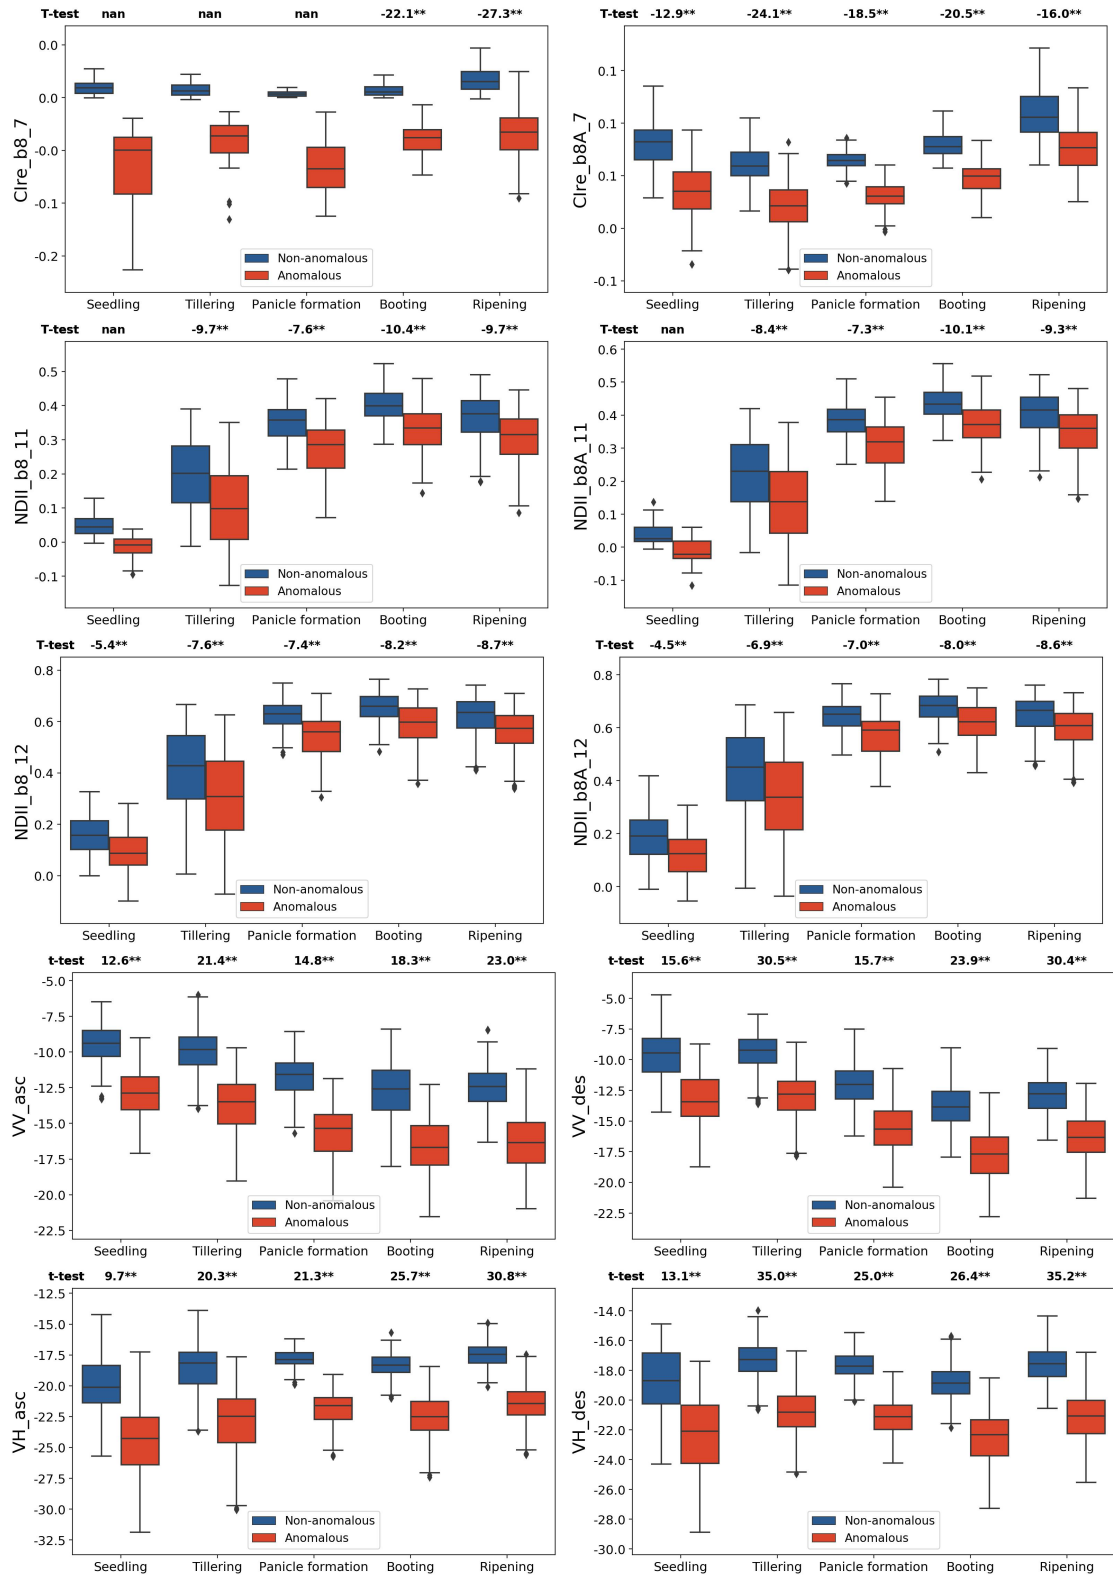 T-test nan nan nan -22.1** -27.3**
0.0
0.0
-0.0
-0.1
-0.2
CIre_b8_7
Non-anomalous
Anomalous
Seedling Tillering Panicle formation Booting Ripening
T-test -12.9** -24.1** -18.5** -20.5** -16.0**
0.1
0.1
0.1
0.0
-0.1
CIre_b8A_7
Non-anomalous
Anomalous
Seedling Tillering Panicle formation Booting Ripening
T-test nan -9.7** -7.6** -10.4** -9.7**
0.5
0.4
0.3
0.2
0.1
0.0
-0.1
NDII_b8_11
Non-anomalous
Anomalous
Seedling Tillering Panicle formation Booting Ripening
T-test nan -8.4** -7.3** -10.1** -9.3**
0.6
0.5
0.4
0.3
0.2
0.1
0.0
-0.1
NDII_b8A_11
Non-anomalous
Anomalous
Seedling Tillering Panicle formation Booting Ripening
T-test -5.4** -7.6** -7.4** -8.2** -8.7**
0.8
0.6
0.4
0.2
0.0
NDII_b8_12
Non-anomalous
Anomalous
Seedling Tillering Panicle formation Booting Ripening
T-test -4.5** -6.9** -7.0** -8.0** -8.6**
0.8
0.6
0.4
0.2
0.0
NDII_b8A_12
Non-anomalous
Anomalous
Seedling Tillering Panicle formation Booting Ripening
t-test 12.6** 21.4** 14.8** 18.3** 23.0**
-5.0
-7.5
-10.0
-12.5
-15.0
-17.5
-20.0
-22.5
VV_asc
Non-anomalous
Anomalous
Seedling Tillering Panicle formation Booting Ripening
t-test 15.6** 30.5** 15.7** 23.9** 30.4**
-5.0
-7.5
-10.0
-12.5
-15.0
-17.5
-20.0
-22.5
VV_des
Non-anomalous
Anomalous
Seedling Tillering Panicle formation Booting Ripening
t-test 9.7** 20.3** 21.3** 25.7** 30.8**
-12.5
-15.0
-17.5
-20.0
-22.5
-25.0
-27.5
-30.0
-32.5
VH_asc
Non-anomalous
Anomalous
Seedling Tillering Panicle formation Booting Ripening
t-test 13.1** 35.0** 25.0** 26.4** 35.2**
-14.0
-16.0
-18.0
-20.0
-22.0
-24.0
-26.0
-28.0
-30.0
VH_des
Non-anomalous
Anomalous
Seedling Tillering Panicle formation Booting Ripening